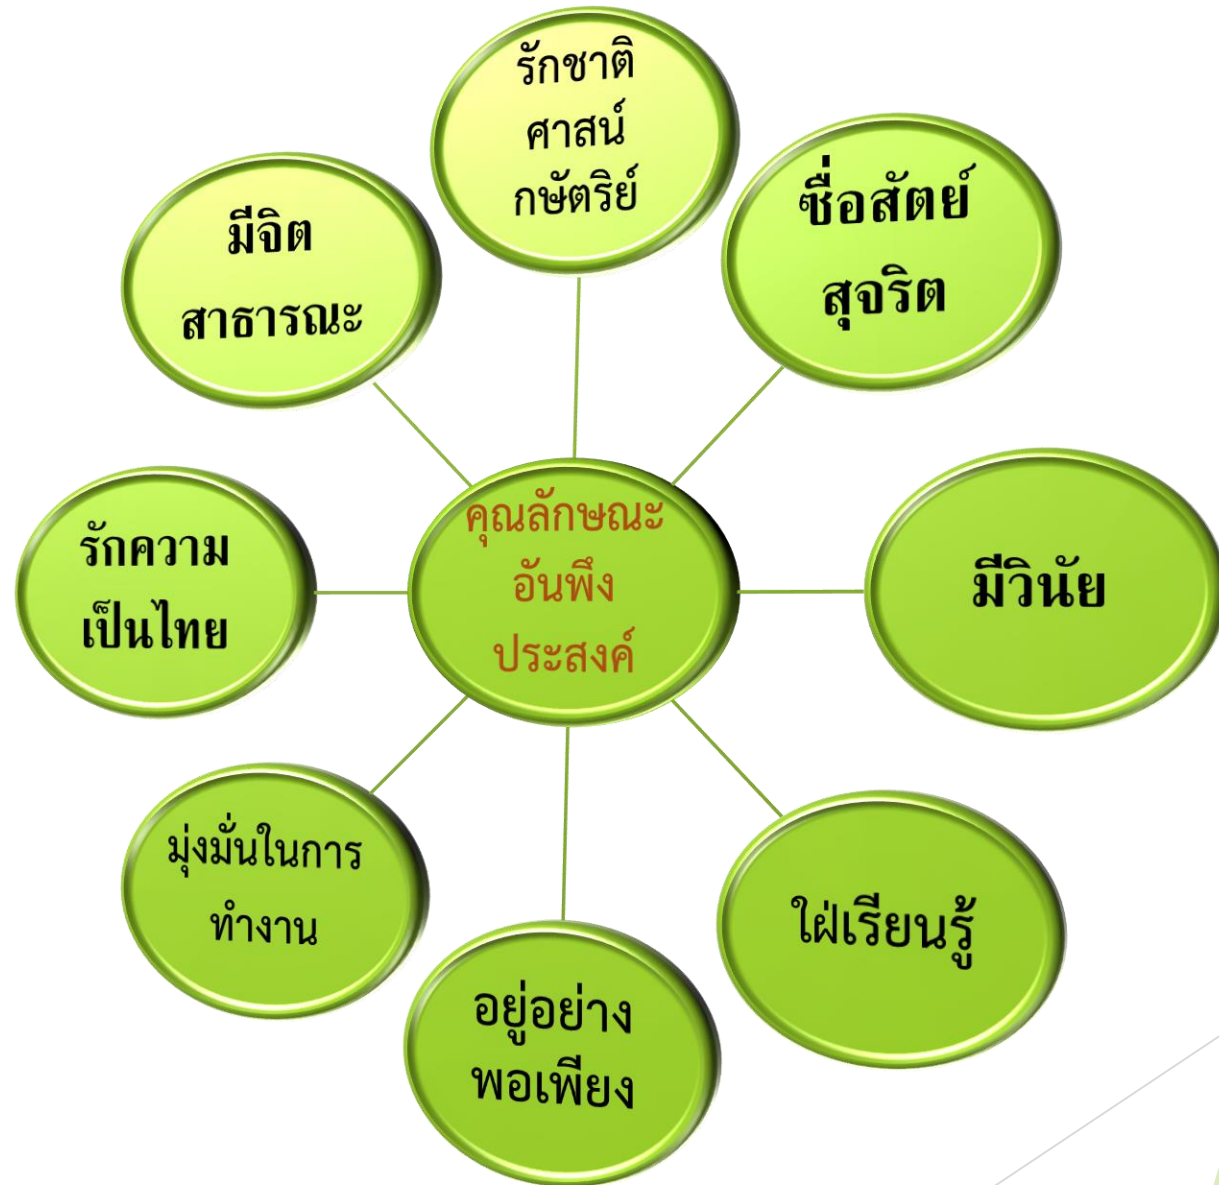 รักชาติ
ศาสน์
กษัตริย์
ซื่อสัตย์
สุจริต
มีวินัย
ใฝ่เรียนรู้
อยู่อย่าง
พอเพียง
มุ่งมั่นในการ
ทำงาน
รักความ
เป็นไทย
มีจิต
สาธารณะ
คุณลักษณะ
อันพึง
ประสงค์